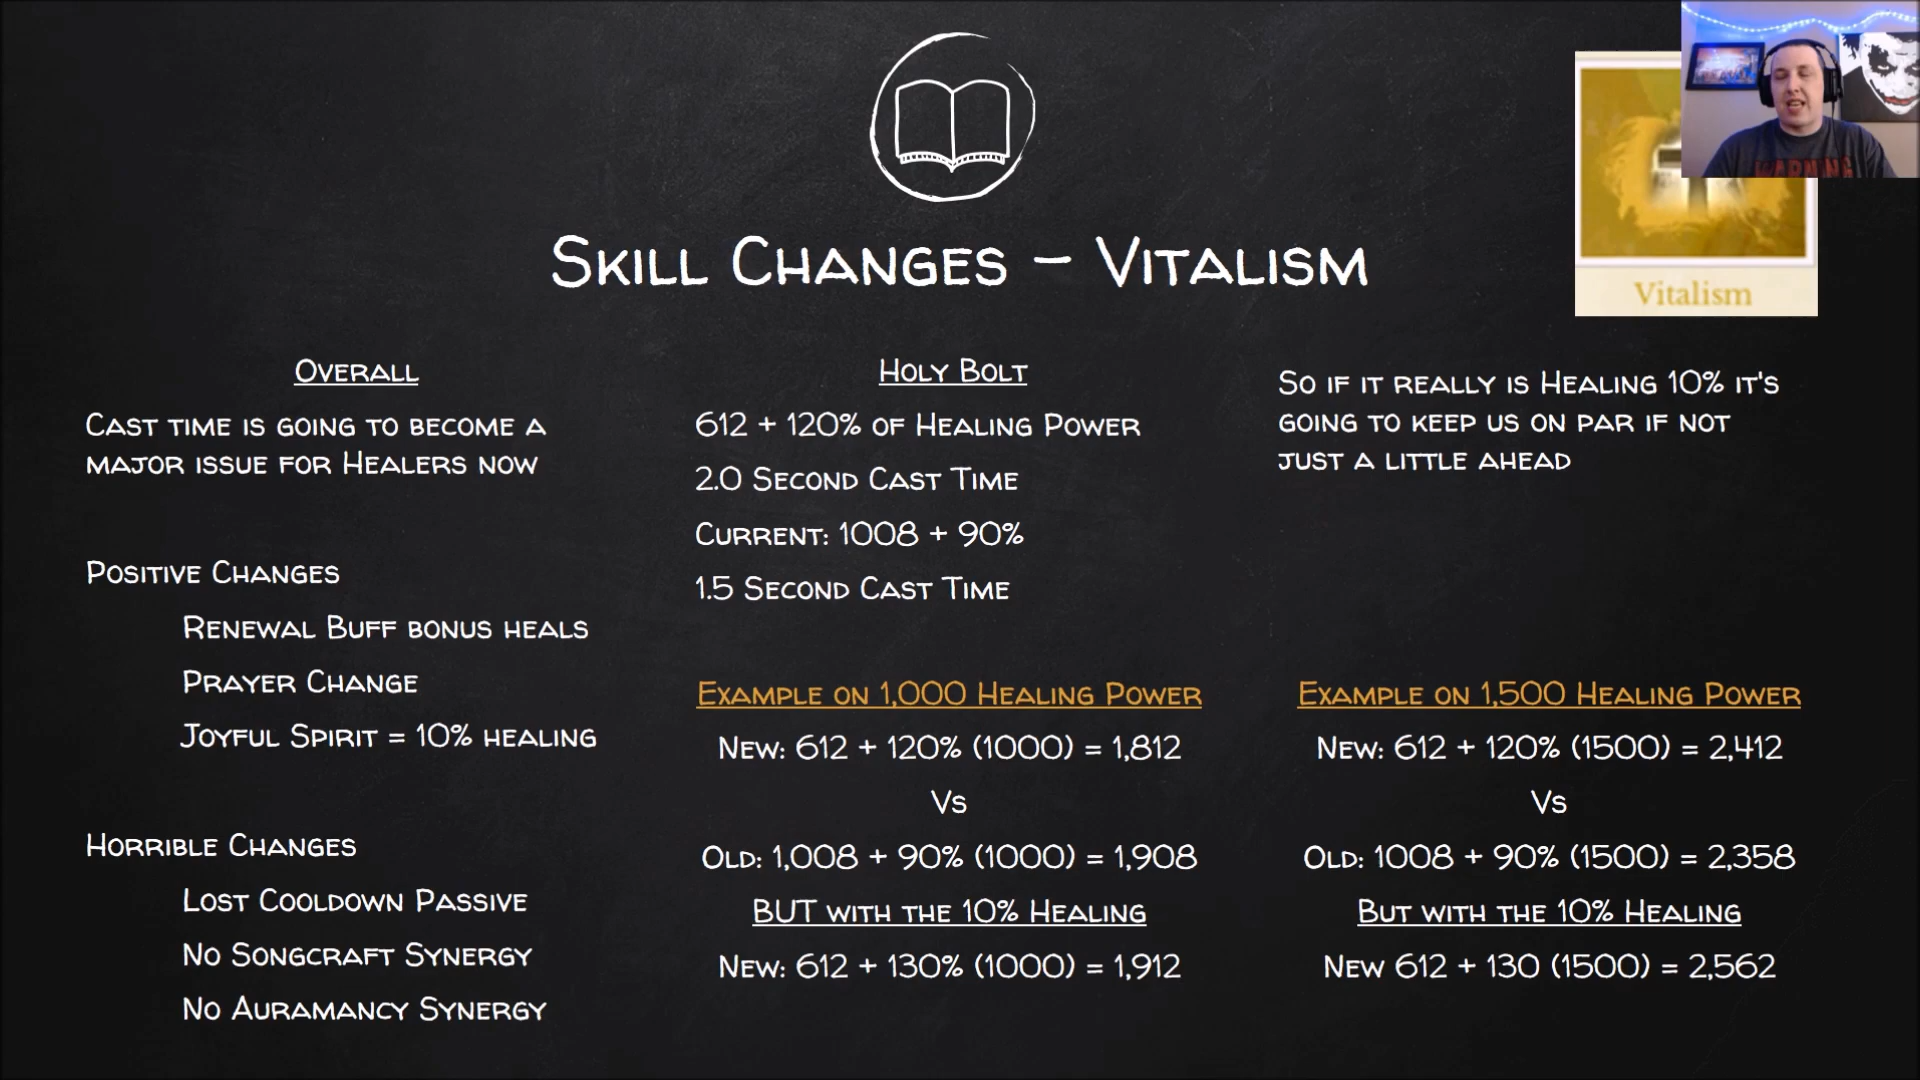 Skill Changes – Vitalism
Vitalism
WARNING
Overall
Cast time is going to become a
major issue for Healers now
Positive Changes
Renewal Buff bonus heals
Prayer Change
Joyful Spirit = 10% healing
Horrible Changes
Lost Cooldown Passive
No Songcraft Synergy
No Auramancy Synergy
Holy Bolt
612 + 120% of Healing Power
2.0 Second Cast Time
Current: 1008 + 90%
1.5 Second Cast Time
Example on 1,000 Healing Power
New: 612 + 120% (1000) = 1,812
Vs
Old: 1,008 + 90% (1000) = 1,908
BUT with the 10% Healing
New: 612 + 130% (1000) = 1,912
So if it really is Healing 10% it's
going to keep us on par if not
just a little ahead
Example on 1,500 Healing Power
New: 612 + 120% (1500) = 2,412
Vs
Old: 1008 + 90% (1500) = 2,358
But with the 10% Healing
New 612 + 130 (1500) = 2,562